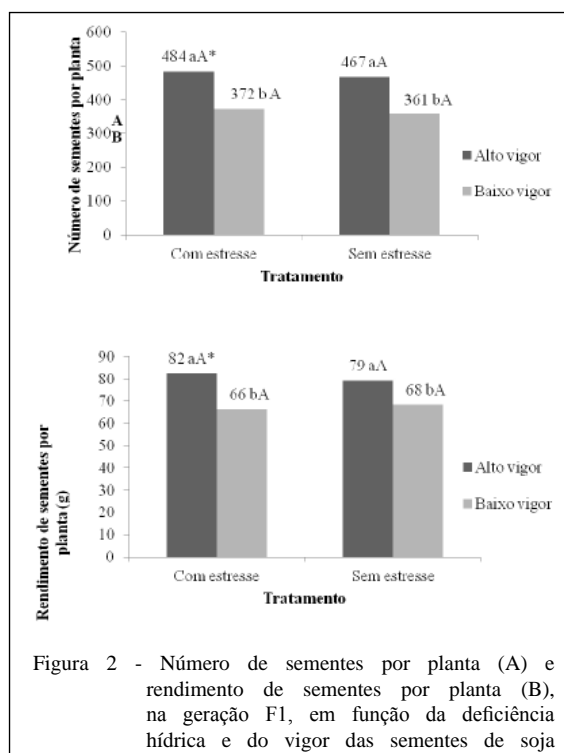 600
500
400
300
200
100
0
Número de sementes por planta
A
B
484 aA*
372 bA
467 aA
361 bA
Alto vigor
Baixo vigor
Com estresse
Sem estresse
Tratamento
90
80
70
60
50
40
30
20
10
0
Rendimento de sementes por
planta (g)
82 aA*
66 bA
79 aA
68 bA
Alto vigor
Baixo vigor
Com estresse
Sem estresse
Tratamento
Figura 2 - Número de sementes por planta (A) e
rendimento de sementes por planta (B),
na geração F1, em função da deficiência
hídrica e do vigor das sementes de soja